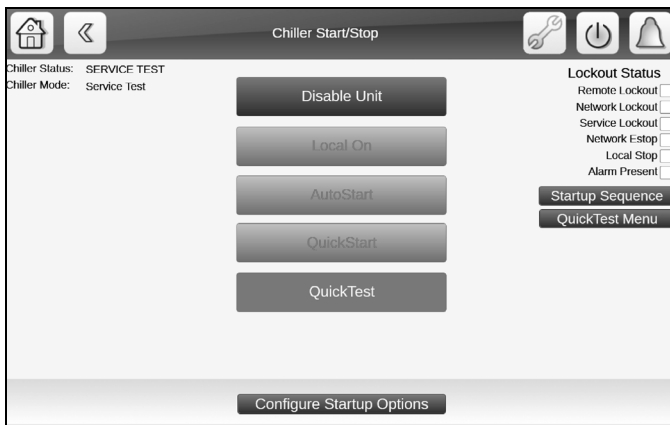 Chiller Start/Stop
Chiller Status: SERVICE TEST
Chiller Mode: Service Test
Disable Unit
Local On
AutoStart
QuickStart
QuickTest
Lockout Status
Remote Lockout
Network Lockout
Service Lockout
Network Estop
Local Stop
Alarm Present
Startup Sequence
QuickTest Menu
Configure Startup Options